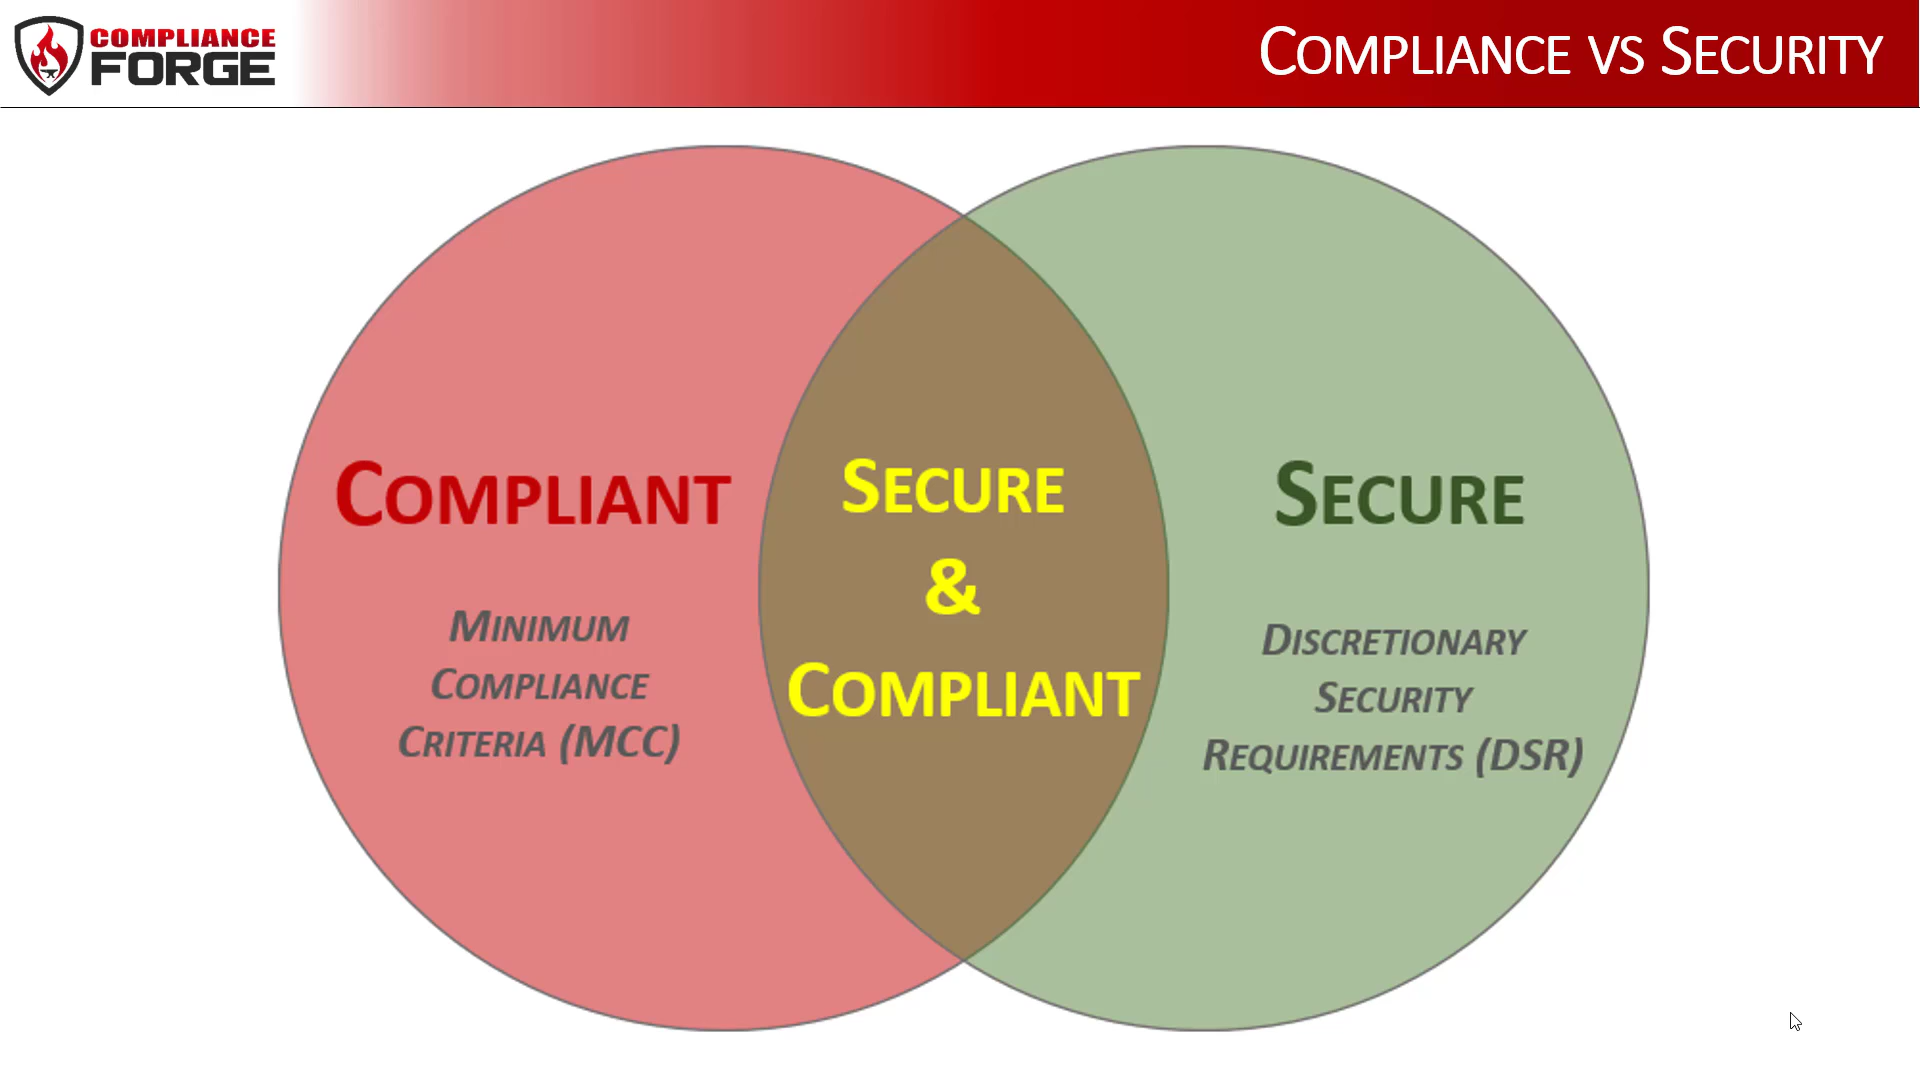 COMPLIANCE
FORGE
COMPLIANCE VS SECURITY
COMPLIANT
MINIMUM
COMPLIANCE
CRITERIA (MCC)
SECURE
&
COMPLIANT
SECURE
DISCRETIONARY
SECURITY
REQUIREMENTS (DSR)